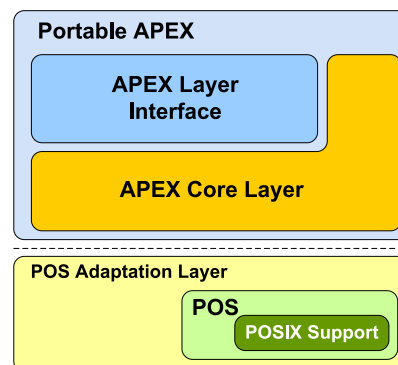 Portable APEX
APEX Layer
Interface
APEX Core Layer
POS Adaptation Layer
POS
POSIX Support